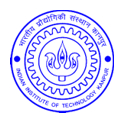 भारतीय प्रौद्योगिकी संस्थान कानपुर
INDIAN INSTITUTE OF TECHNOLOGY KANPUR